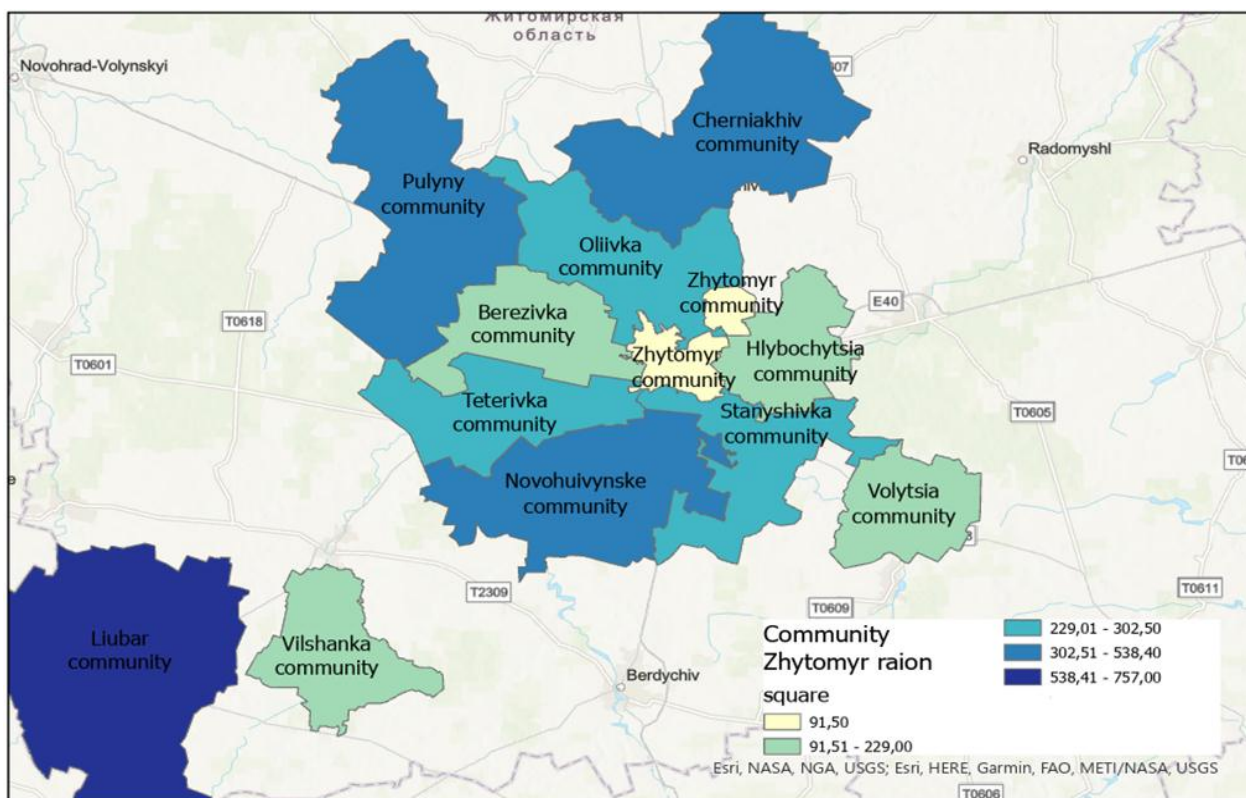 Житомирская
область
Novohrad-Volynskyi
Cherniakhiv
community
Radomyshl
Pulyny
community
Oliivka
community
Zhytomyr
community
E40
T0618
Berezivka
community
Zhytomyr
community
Hlybochytsia
community
T0601
Teterivka
community
Stanyshivka
community
T0605
Novohuivynske
community
Volytsia
community
T2309
T0611
T0609
Liubar
community
Vilshanka
community
Berdychiv
Community
Zhytomyr raion
square
91,50
91,51 - 229,00
229,01 - 302,50
302,51 - 538,40
538,41 - 757,00
Esri, NASA, NGA, USGS; Esri, HERE, Garmin, FAO, METI/NASA, USGS
T0606